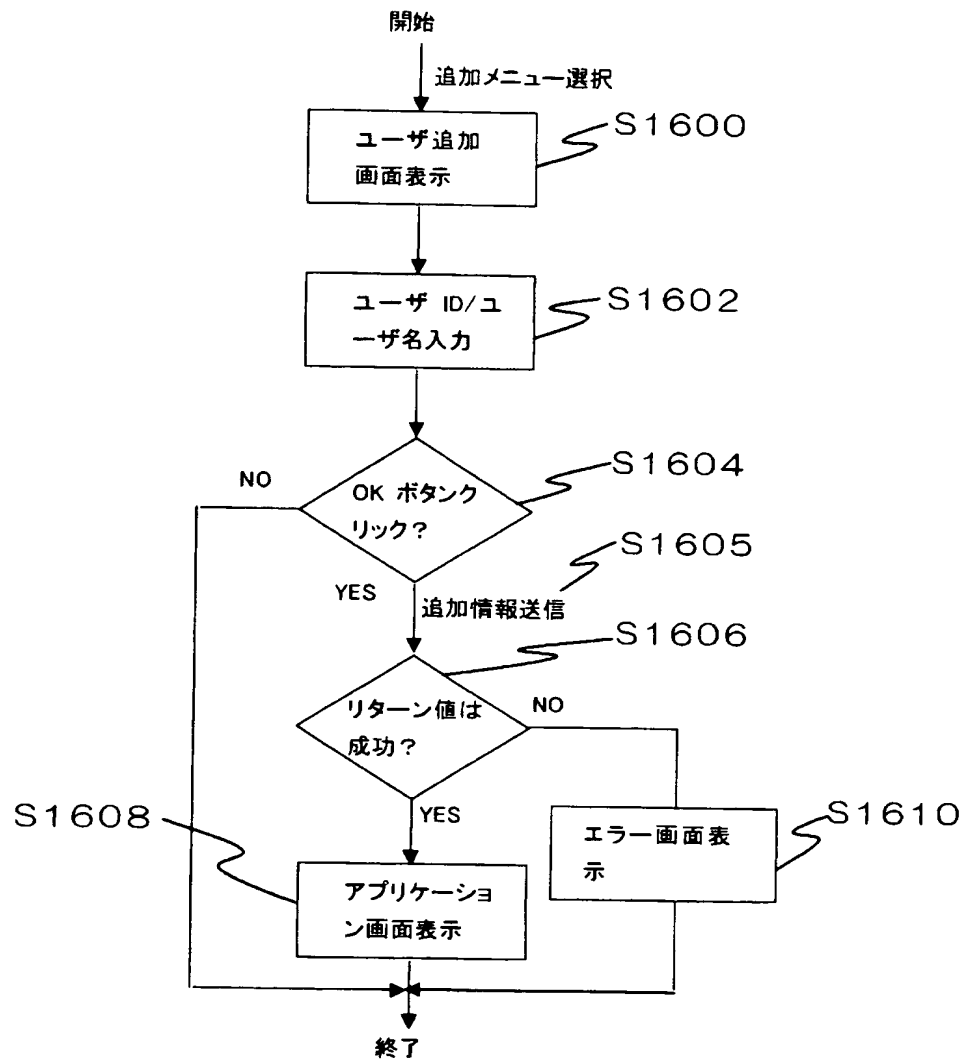 開始
追加メニュー選択
S1600
ユーザ追加
画面表示
S1602
ユーザ ID/ユ
ーザ名入力
S1604
NO
OK ボタンク
リック?
S1605
YES
追加情報送信
S1606
リターン値は
成功?
NO
S1608
YES
S1610
エラー画面表
示
アプリケーショ
ン画面表示
終了